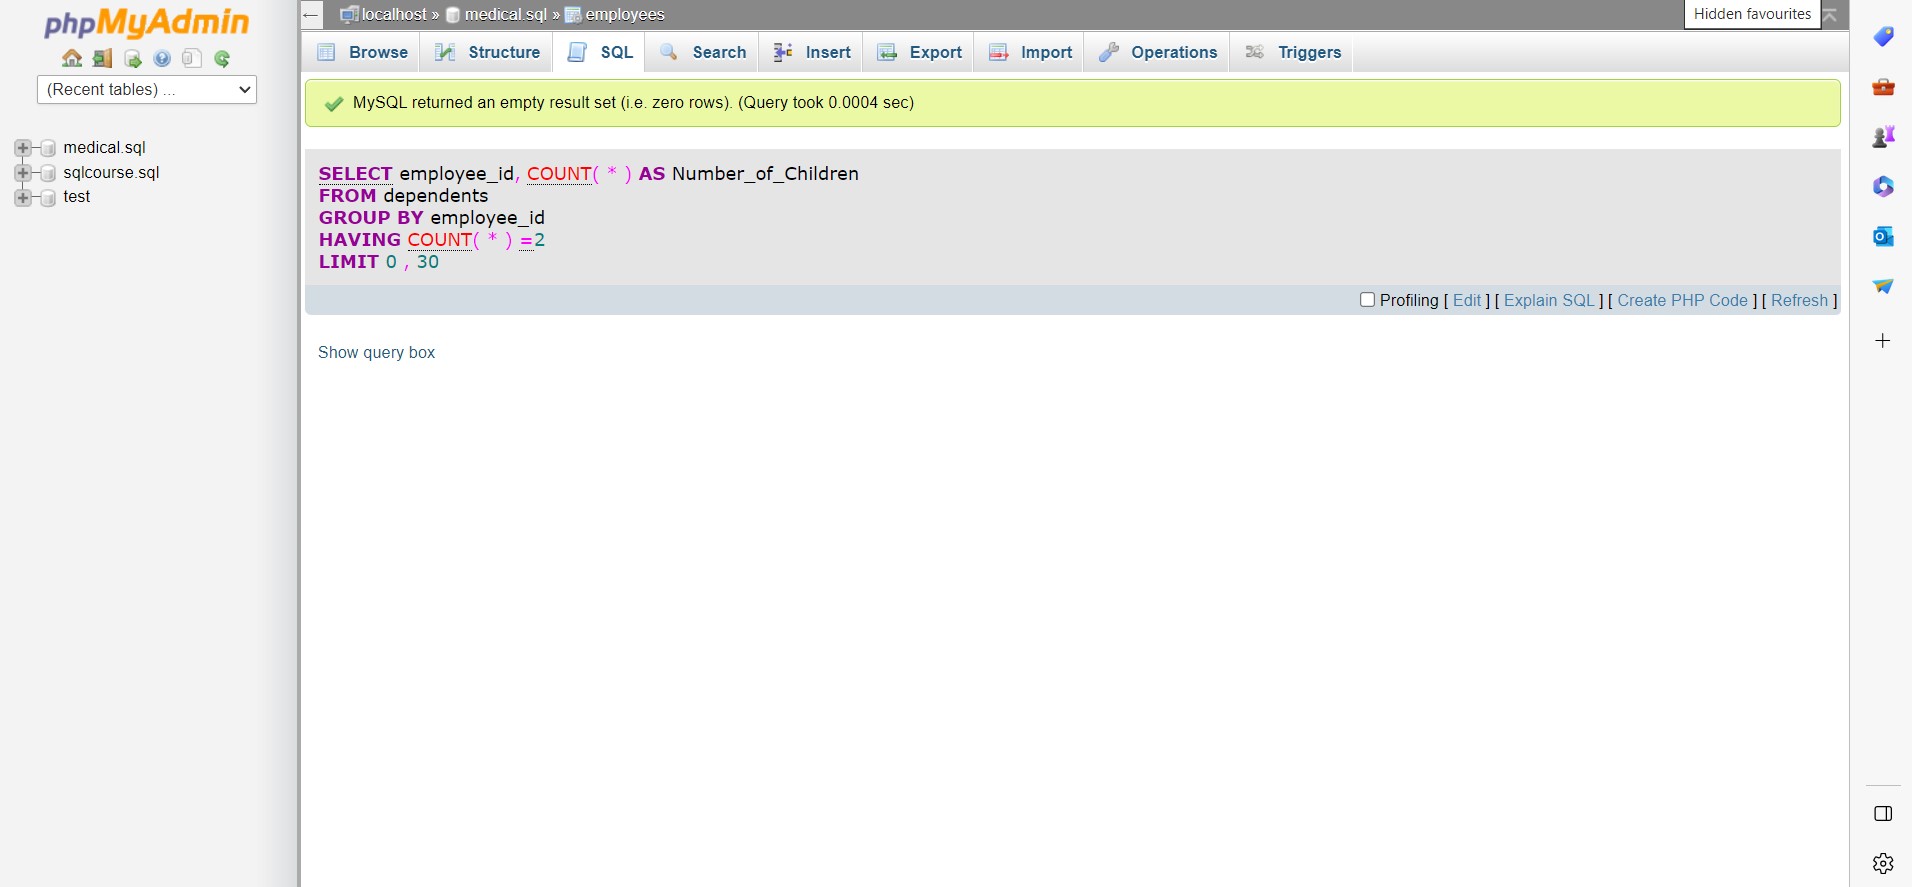 phpMyAdmin
(Recent tables) ...
medical.sql
sqlcourse.sql
test
localhost » medical.sql » employees
Hidden favourites
Browse Structure SQL Search Insert Export Import Operations Triggers
MySQL returned an empty result set (i.e. zero rows). (Query took 0.0004 sec)
SELECT employee_id, COUNT( * ) AS Number_of_Children
FROM dependents
GROUP BY employee_id
HAVING COUNT( * ) =2
LIMIT 0 , 30
Profiling [ Edit ] [ Explain SQL ] [ Create PHP Code ] [ Refresh ]
Show query box